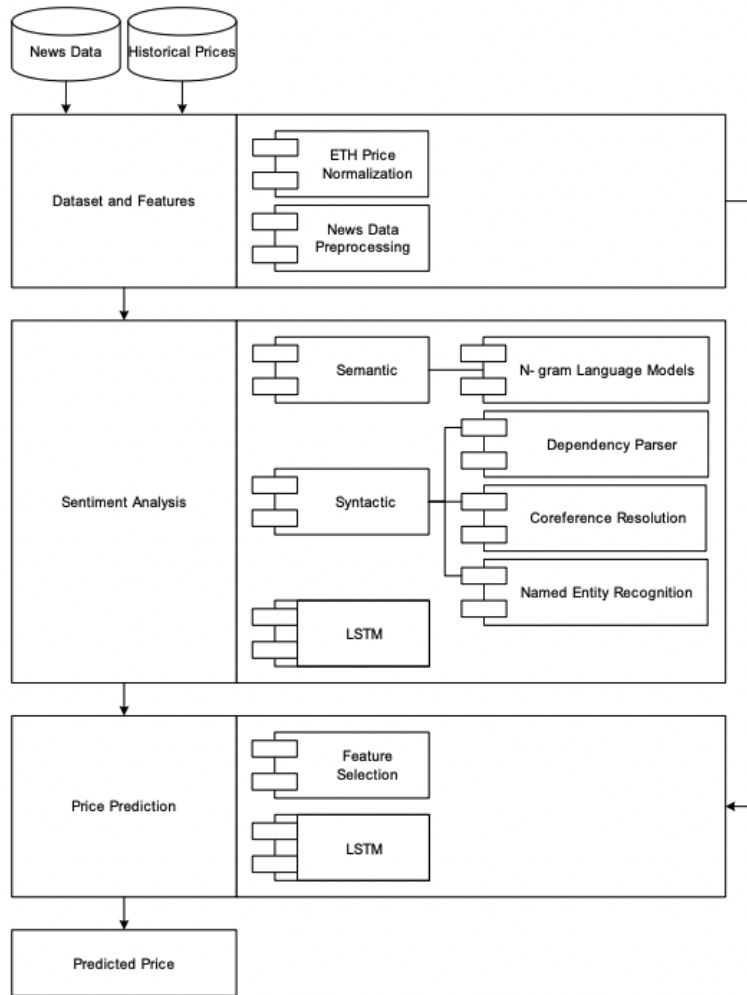 News Data
Historical Prices
Dataset and Features
ETH Price
Normalization
News Data
Preprocessing
Sentiment Analysis
Semantic
N- gram Language Models
Syntactic
Dependency Parser
Coreference Resolution
Named Entity Recognition
LSTM
Price Prediction
Feature
Selection
LSTM
Predicted Price